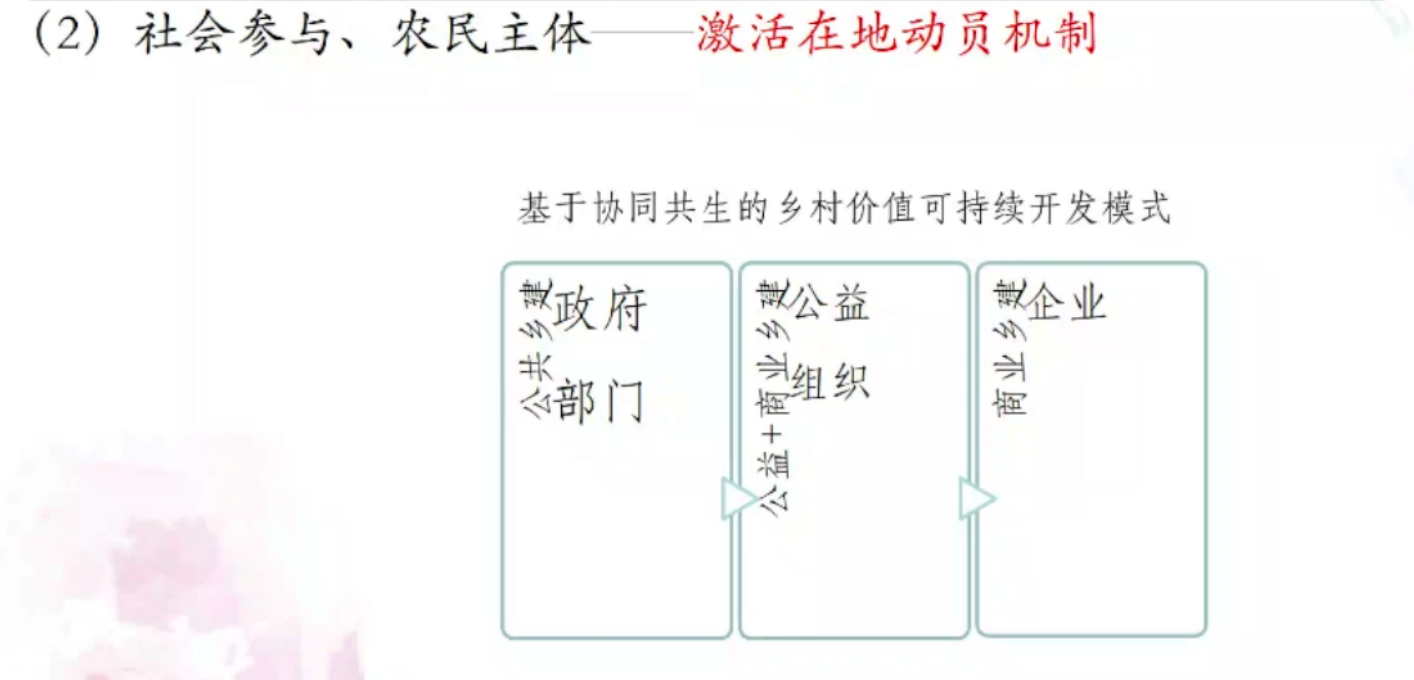 （2）社会参与、农民主体——激活在地动员机制
基于协同共生的乡村价值可持续开发模式
公共乡建
政府
部门
公益+商业乡建
公益
组织
商业乡建
企业